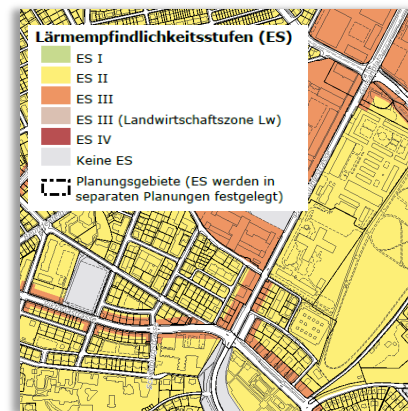 Lärmempfindlichkeitsstufen (ES)
ES I
ES II
ES III
ES III (Landwirtschaftszone Lw)
ES IV
Keine ES
Planungsgebiete (ES werden in
separaten Planungen festgelegt)